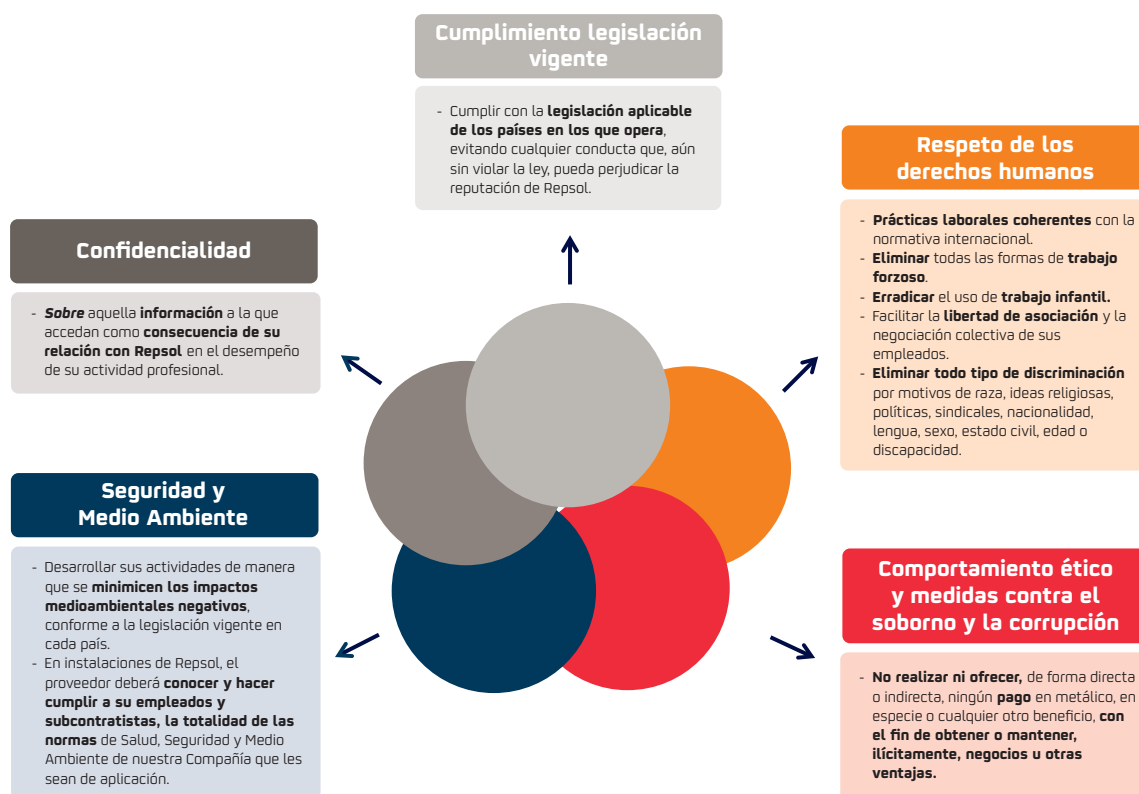 Cumplimiento legislación
vigente
- Cumplir con la legislación aplicable
de los países en los que opera,
evitando cualquier conducta que, aún
sin violar la ley, pueda perjudicar la
reputación de Repsol.
Respeto de los
derechos humanos
- Prácticas laborales coherentes con la
normativa internacional.
- Eliminar todas las formas de trabajo
forzoso.
- Erradicar el uso de trabajo infantil.
- Facilitar la libertad de asociación y la
negociación colectiva de sus
empleados.
- Eliminar todo tipo de discriminación
por motivos de raza, ideas religiosas,
políticas, sindicales, nacionalidad,
lengua, sexo, estado civil, edad o
discapacidad.
Confidencialidad
- Sobre aquella información a la que
accedan como consecuencia de su
relación con Repsol en el desempeño
de su actividad profesional.
Seguridad y
Medio Ambiente
- Desarrollar sus actividades de manera
que se minimicen los impactos
medioambientales negativos,
conforme a la legislación vigente en
cada país.
- En instalaciones de Repsol, el
proveedor deberá conocer y hacer
cumplir a su empleados y
subcontratistas, la totalidad de las
normas de Salud, Seguridad y Medio
Ambiente de nuestra Compañía que les
sean de aplicación.
Comportamiento ético
y medidas contra el
soborno y la corrupción
- No realizar ni ofrecer, de forma directa
o indirecta, ningún pago en metálico, en
especie o cualquier otro beneficio, con
el fin de obtener o mantener,
ilícitamente, negocios u otras
ventajas.